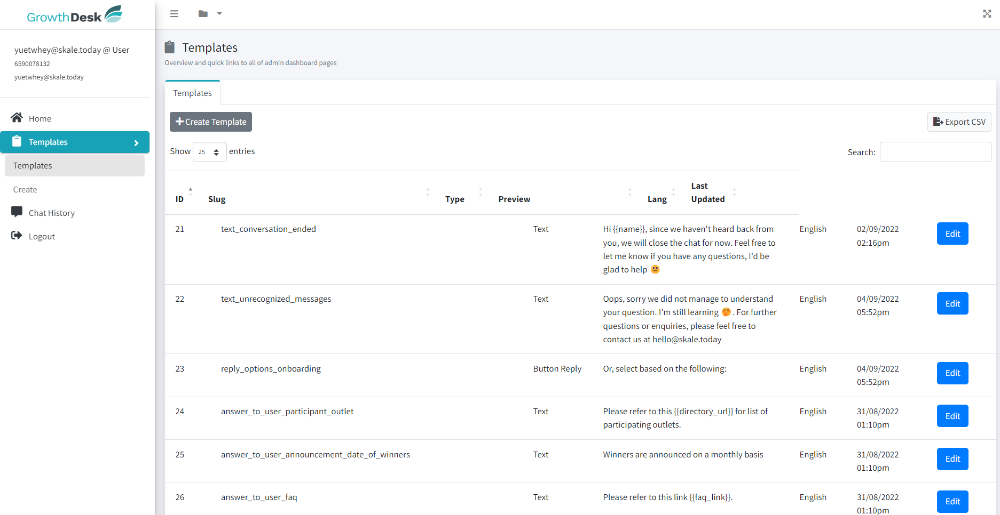 GrowthDesk
yuetwhey@skale.today @ User
6590078132
yuetwhey@skale.today
Home
Templates
Templates
Create
Chat History
Logout
Templates
Overview and quick links to all of admin dashboard pages
Templates
Create Template
Export CSV
Show 25 entries
Search:
ID Slug Type Preview Lang Last Updated
21 text_conversation_ended Text Hi {{name}}, since we haven't heard back from English 02/09/2022 Edit
you, we will close the chat for now. Feel free to 02:16pm
let me know if you have any questions, I'd be
glad to help 🙂
22 text_unrecognized_messages Text Oops, sorry we did not manage to understand English 04/09/2022 Edit
your question. I'm still learning 🤭. For further 05:52pm
questions or enquiries, please feel free to
contact us at hello@skale.today
23 reply_options_onboarding Button Reply Or, select based on the following: English 04/09/2022 Edit
05:52pm
24 answer_to_user_participant_outlet Text Please refer to this {{directory_url}} for list of English 31/08/2022 Edit
participating outlets. 01:10pm
25 answer_to_user_announcement_date_of_winners Text Winners are announced on a monthly basis English 31/08/2022 Edit
01:10pm
26 answer_to_user_faq Text Please refer to this link {{faq_link}}. English 31/08/2022 Edit
01:10pm